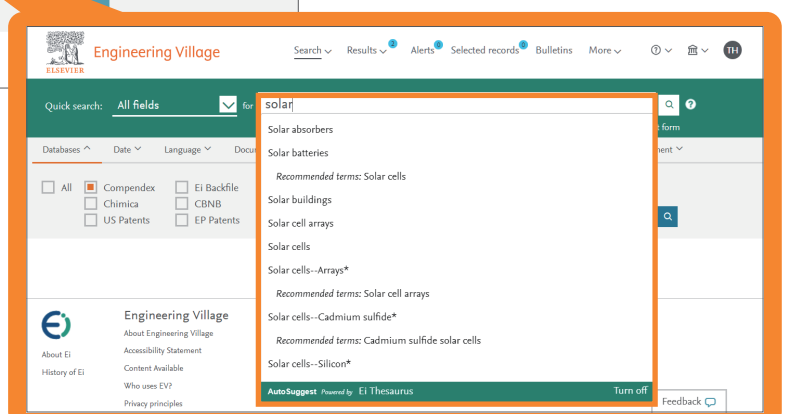 ELSEVIER
Engineering Village
Search Results 2 Alerts 0 Selected records 0 Bulletins More
TH
Quick search: All fields for solar
form
Databases Date Language
Solar absorbers
Solar batteries
Recommended terms: Solar cells
Solar buildings
Solar cell arrays
Solar cells
Solar cells--Arrays*
Recommended terms: Solar cell arrays
Solar cells--Cadmium sulfide*
Recommended terms: Cadmium sulfide solar cells
Solar cells--Silicon*
AutoSuggest Powered by Ei Thesaurus Turn off
All Compendex Ei Backfile
Chimica CBNB
US Patents EP Patents
Ei
About Ei
History of Ei
Engineering Village
About Engineering Village
Accessibility Statement
Content Available
Who uses EV?
Privacy principles
Feedback